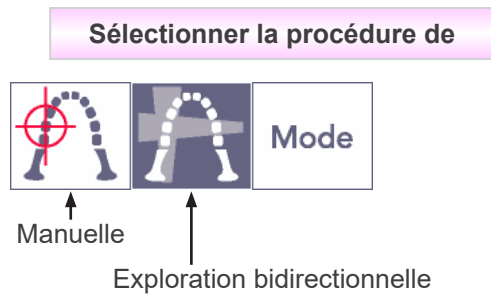 Sélectionner la procédure de
Mode
Manuelle
Exploration bidirectionnelle